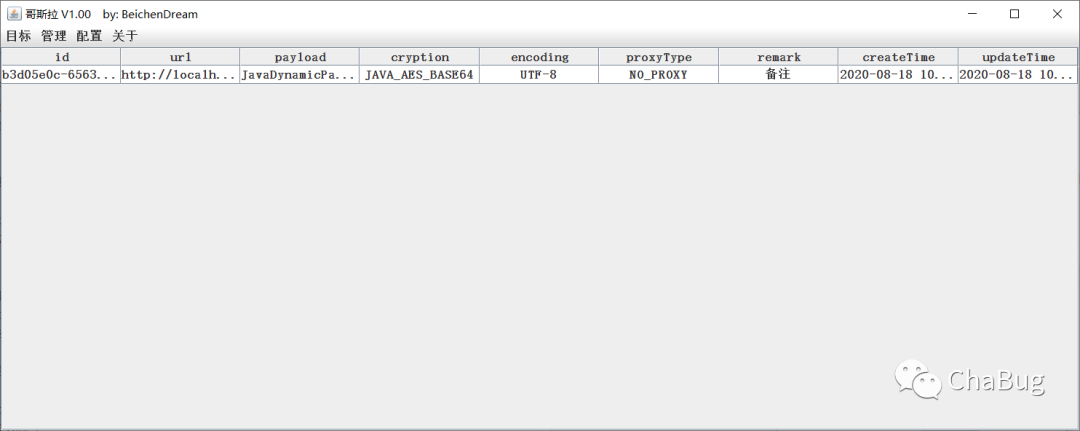 哥斯拉 V1.00 by: BeichenDream
目标 管理 配置 关于
id url payload cryption encoding proxyType remark createTime updateTime
b3d05e0c-6563... http://localh... JavaDynamicPa... JAVA_AES_BASE64 UTF-8 NO_PROXY 备注 2020-08-18 10... 2020-08-18 10...
ChaBug